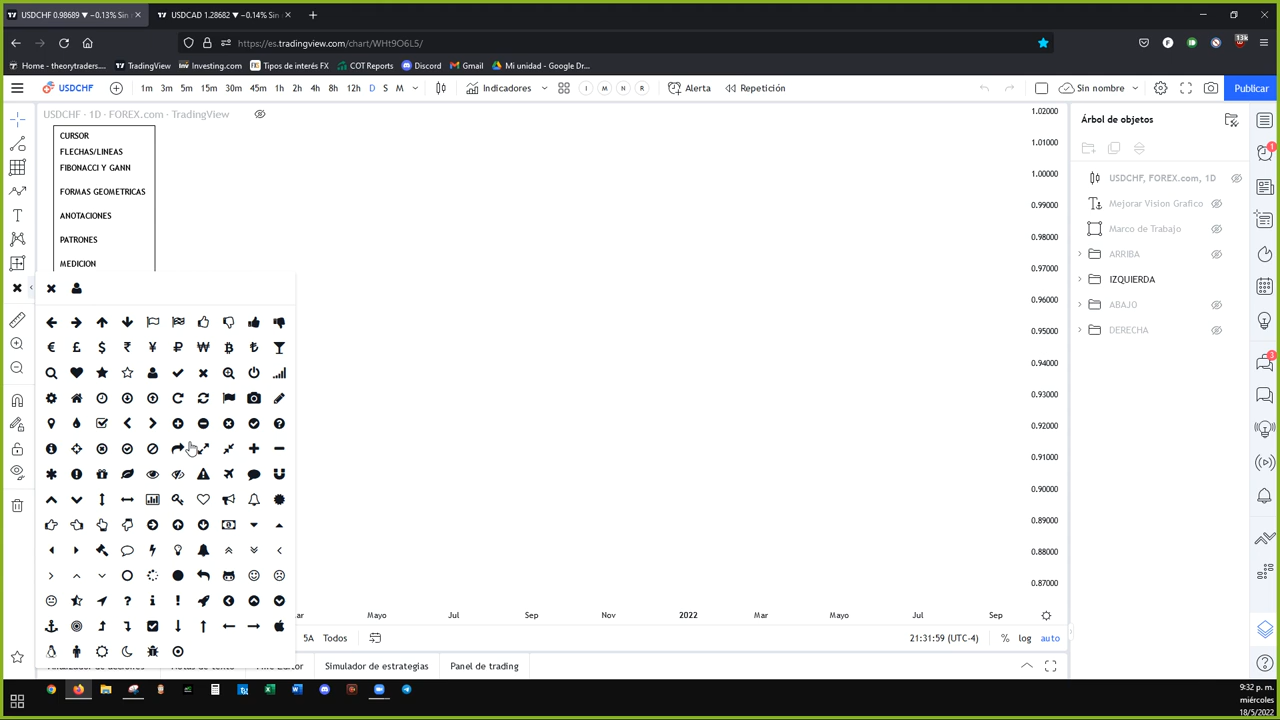 USDCHF 0.98689 ▼ −0.13% Sin
USDCAD 1.28682 ▼ −0.14% Sin
https://es.tradingview.com/chart/WHt9O6L5/
13k
Home - theorytraders....
TradingView
Investing.com
Tipos de interés FX
COT Reports
Discord
Gmail
Mi unidad - Google Dr...
USDCHF
1m 3m 5m 15m 30m 45m 1h 2h 4h 8h 12h D S M
Indicadores
I M N R
Alerta
Repetición
Sin nombre
Publicar
USDCHF · 1D · FOREX.com · TradingView
CURSOR
FLECHAS/LINEAS
FIBONACCI Y GANN
FORMAS GEOMETRICAS
ANOTACIONES
PATRONES
MEDICION
1.02000
1.01000
1.00000
0.99000
0.98000
0.97000
0.96000
0.95000
0.94000
0.93000
0.92000
0.91000
0.90000
0.89000
0.88000
0.87000
Árbol de objetos
USDCHF, FOREX.com, 1D
Mejorar Vision Grafico
Marco de Trabajo
ARRIBA
IZQUIERDA
ABAJO
DERECHA
1
3
ar Mayo Jul Sep Nov 2022 Mar Mayo Jul Sep
5A Todos
21:31:59 (UTC-4) % log auto
Simulador de estrategias
Panel de trading
9:32 p. m.
miércoles
18/5/2022